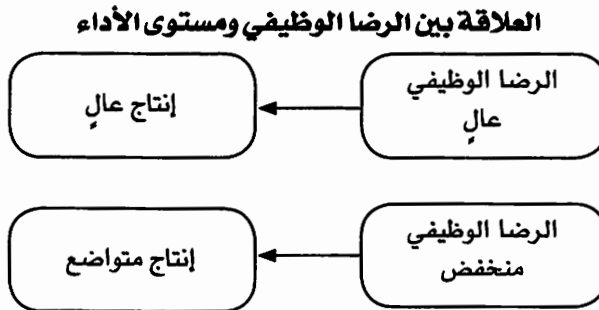 العلاقة بين الرضا الوظيفي ومستوى الأداء
الرضا الوظيفي
عالٍ
إنتاج عالٍ
الرضا الوظيفي
منخفض
إنتاج متواضع